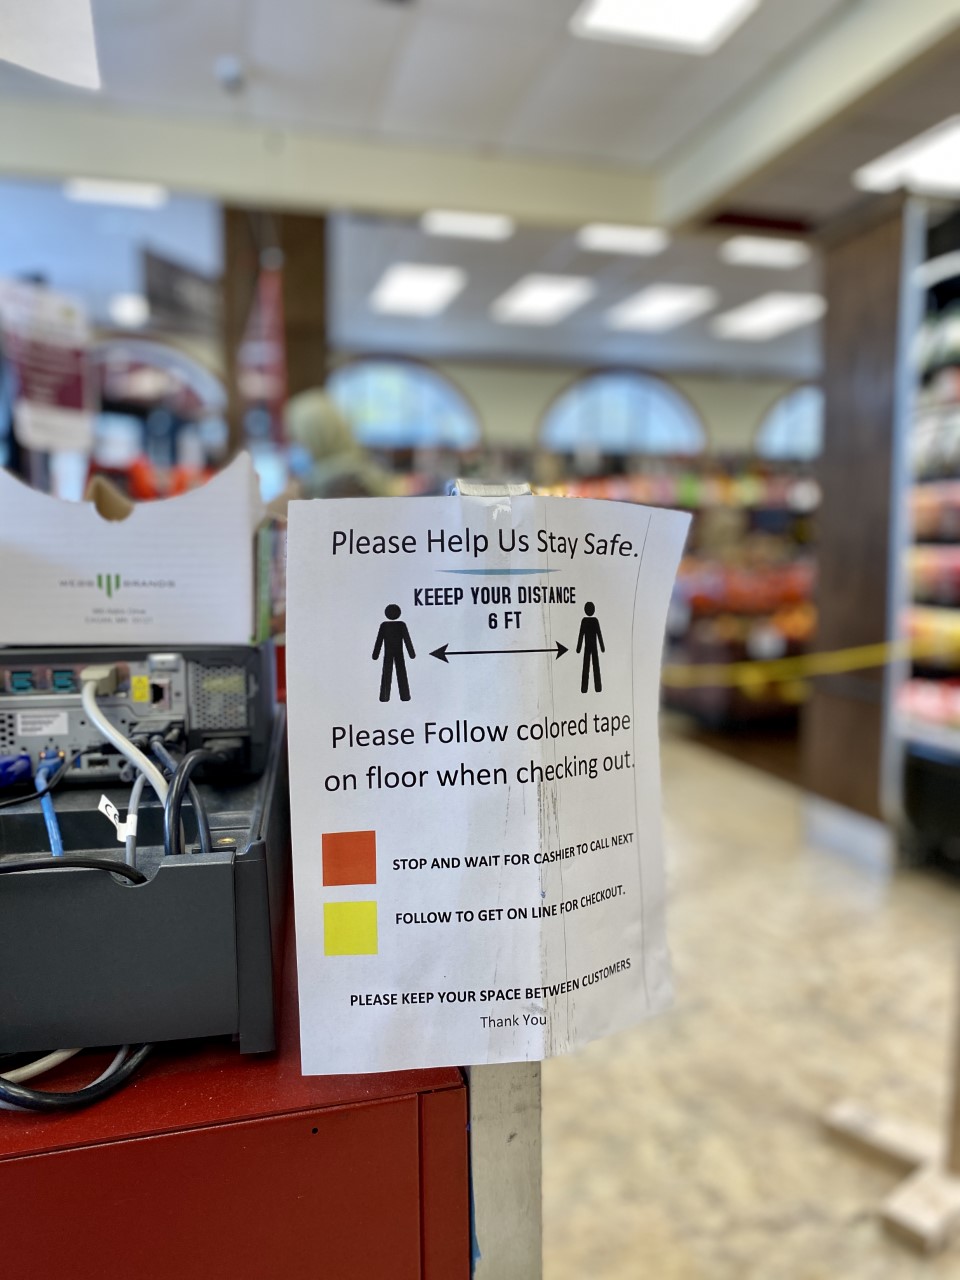 Please Help Us Stay Safe.
KEEEP YOUR DISTANCE
6 FT
Please Follow colored tape
on floor when checking out.
STOP AND WAIT FOR CASHIER TO CALL NEXT
FOLLOW TO GET ON LINE FOR CHECKOUT.
PLEASE KEEP YOUR SPACE BETWEEN CUSTOMERS
Thank You
BRANDS